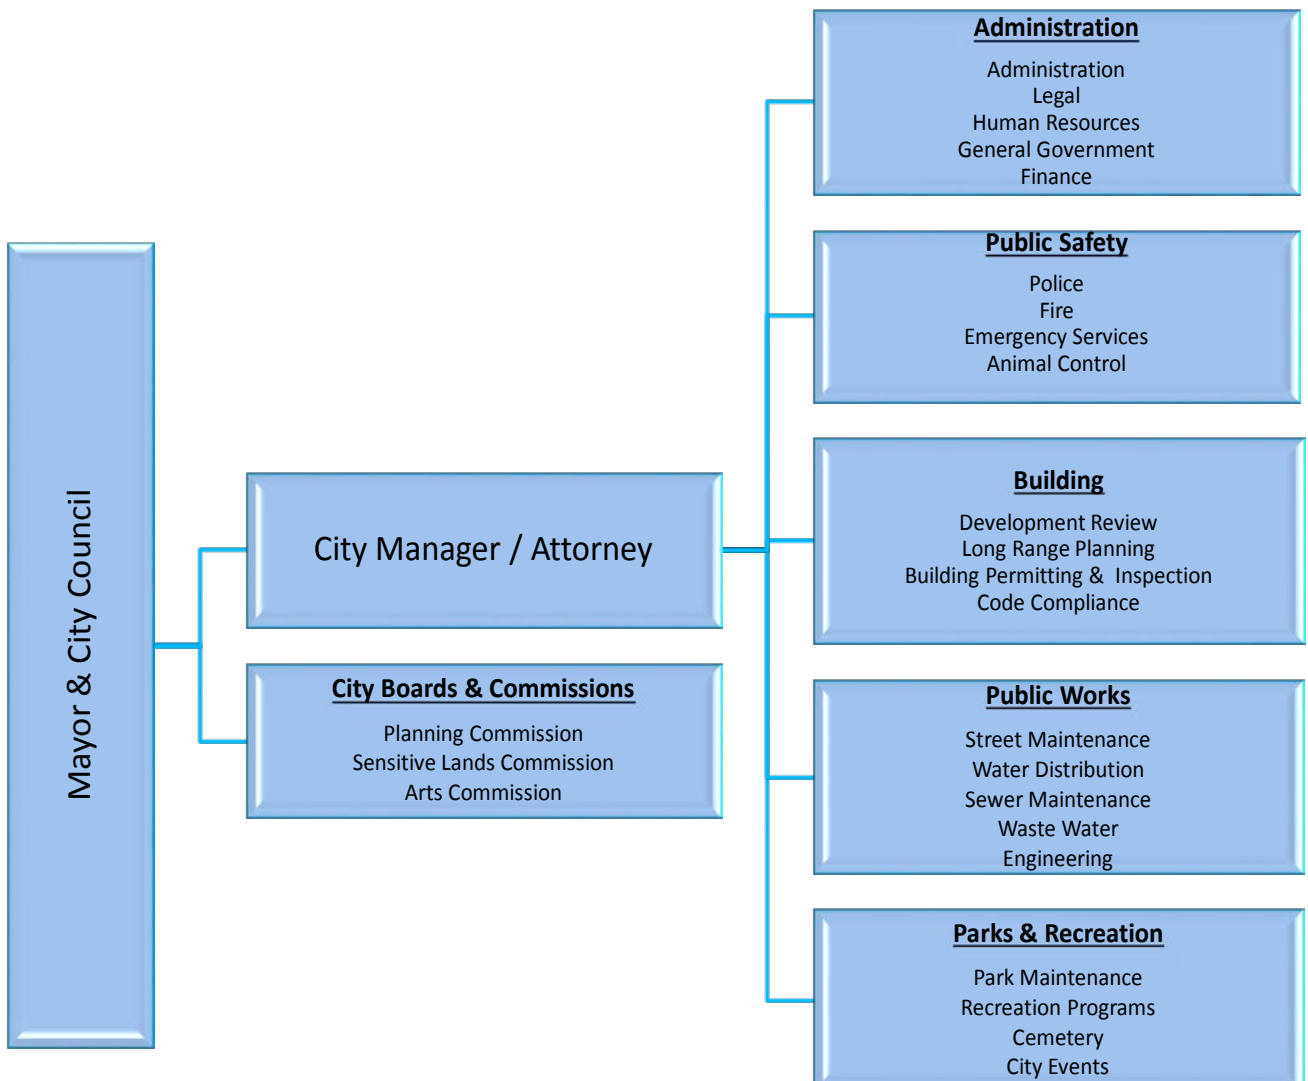 Mayor & City Council
City Manager / Attorney
City Boards & Commissions
Planning Commission
Sensitive Lands Commission
Arts Commission
Administration
Administration
Legal
Human Resources
General Government
Finance
Public Safety
Police
Fire
Emergency Services
Animal Control
Building
Development Review
Long Range Planning
Building Permitting & Inspection
Code Compliance
Public Works
Street Maintenance
Water Distribution
Sewer Maintenance
Waste Water
Engineering
Parks & Recreation
Park Maintenance
Recreation Programs
Cemetery
City Events